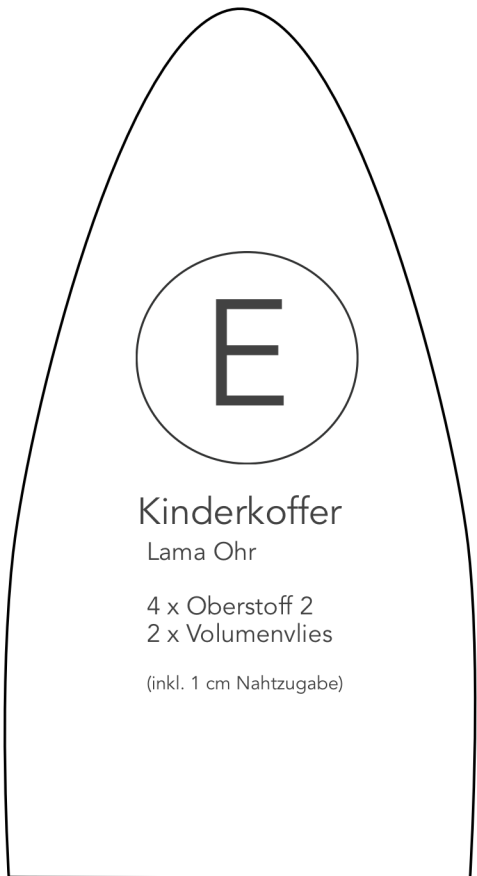 E
Kinderkoffer
Lama Ohr
4 x Oberstoff 2
2 x Volumenvlies
(inkl. 1 cm Nahtzugabe)